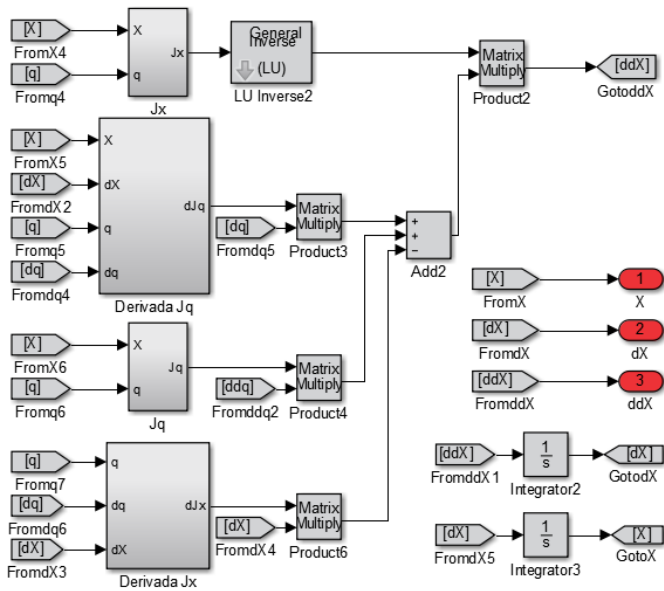 [X]
FromX4
[q]
Fromq4
X
q
Jx
Jx
General
Inverse
(LU)
LU Inverse2
Matrix
Multiply
Product2
[ddX]
GotoddX
[X]
FromX5
[dX]
FromdX2
[q]
Fromq5
[dq]
Fromdq4
X
dX
q
dq
dJq
Derivada Jq
[dq]
Fromdq5
Matrix
Multiply
Product3
+
+
−
Add2
[X]
FromX
1
X
[dX]
FromdX
2
dX
[ddX]
FromddX
3
ddX
[X]
FromX6
[q]
Fromq6
X
q
Jq
Jq
[ddq]
Fromddq2
Matrix
Multiply
Product4
[q]
Fromq7
[dq]
Fromdq6
[dX]
FromdX3
q
dq
dX
dJx
Derivada Jx
[dX]
FromdX4
Matrix
Multiply
Product6
[ddX]
FromddX1
1
s
Integrator2
[dX]
GotodX
[dX]
FromdX5
1
s
Integrator3
[X]
GotoX